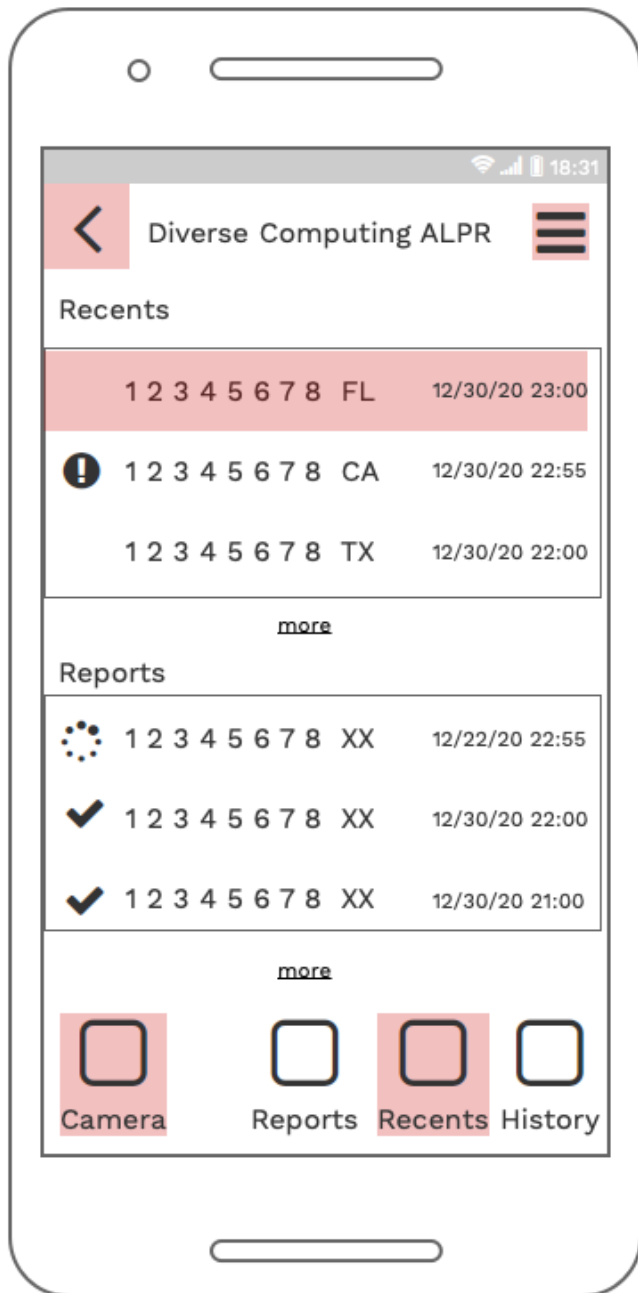 18:31
Diverse Computing ALPR
Recents
1 2 3 4 5 6 7 8 FL 12/30/20 23:00
1 2 3 4 5 6 7 8 CA 12/30/20 22:55
1 2 3 4 5 6 7 8 TX 12/30/20 22:00
more
Reports
1 2 3 4 5 6 7 8 XX 12/22/20 22:55
1 2 3 4 5 6 7 8 XX 12/30/20 22:00
1 2 3 4 5 6 7 8 XX 12/30/20 21:00
more
Camera Reports Recents History